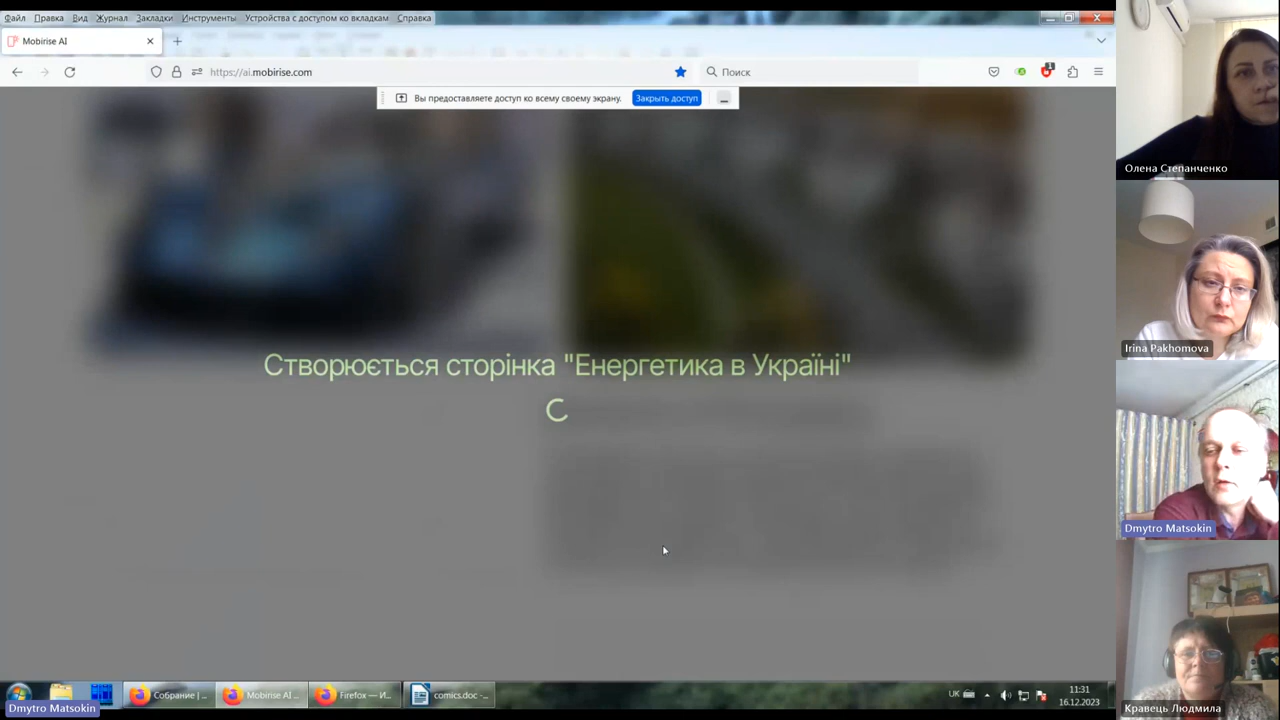 Файл Правка Вид Журнал Закладки Инструменты Устройства с доступом ко вкладкам Справка
Mobirise AI
https://ai.mobirise.com
Поиск
1
Вы предоставляете доступ ко всему своему экрану. Закрыть доступ
Створюється сторінка "Енергетика в Україні"
С
Олена Степанченко
Irina Pakhomova
Dmytro Matsokin
Кравець Людмила
Собрание | ...
Mobirise AI ...
Firefox — И...
comics.doc -...
UK
11:31
16.12.2023
Dmytro Matsokin